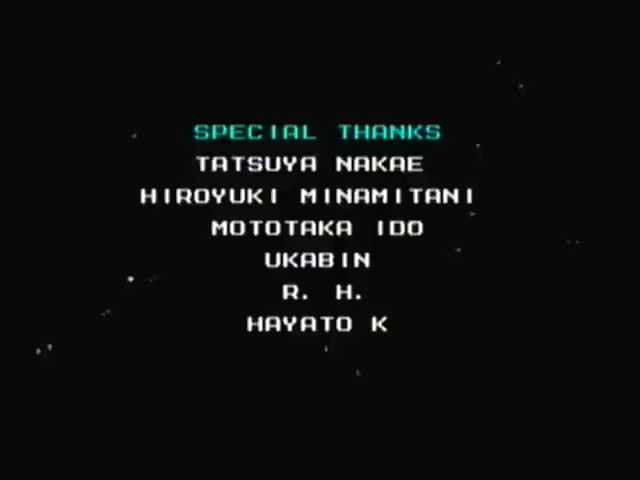 SPECIAL THANKS
TATSUYA NAKAE
HIROYUKI MINAMITANI
MOTOTAKA IDO
UKABIN
R. H.
HAYATO K